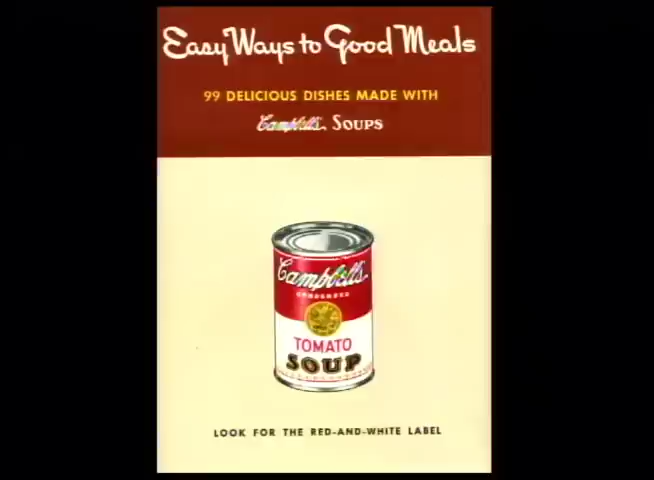 Easy Ways to Good Meals
99 DELICIOUS DISHES MADE WITH
Campbell's SOUPS
Campbell's
CONDENSED
TOMATO
SOUP
LOOK FOR THE RED-AND-WHITE LABEL